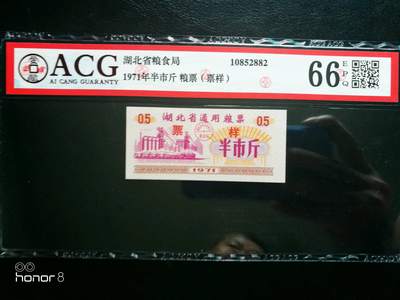 ACG
AI CANG GUARANTY
湖北省粮食局
10852882
1971年半市斤 粮票（票样）
66
EPQ
湖北省通用粮票
05
05
票
样
半市斤
1971
honor 8